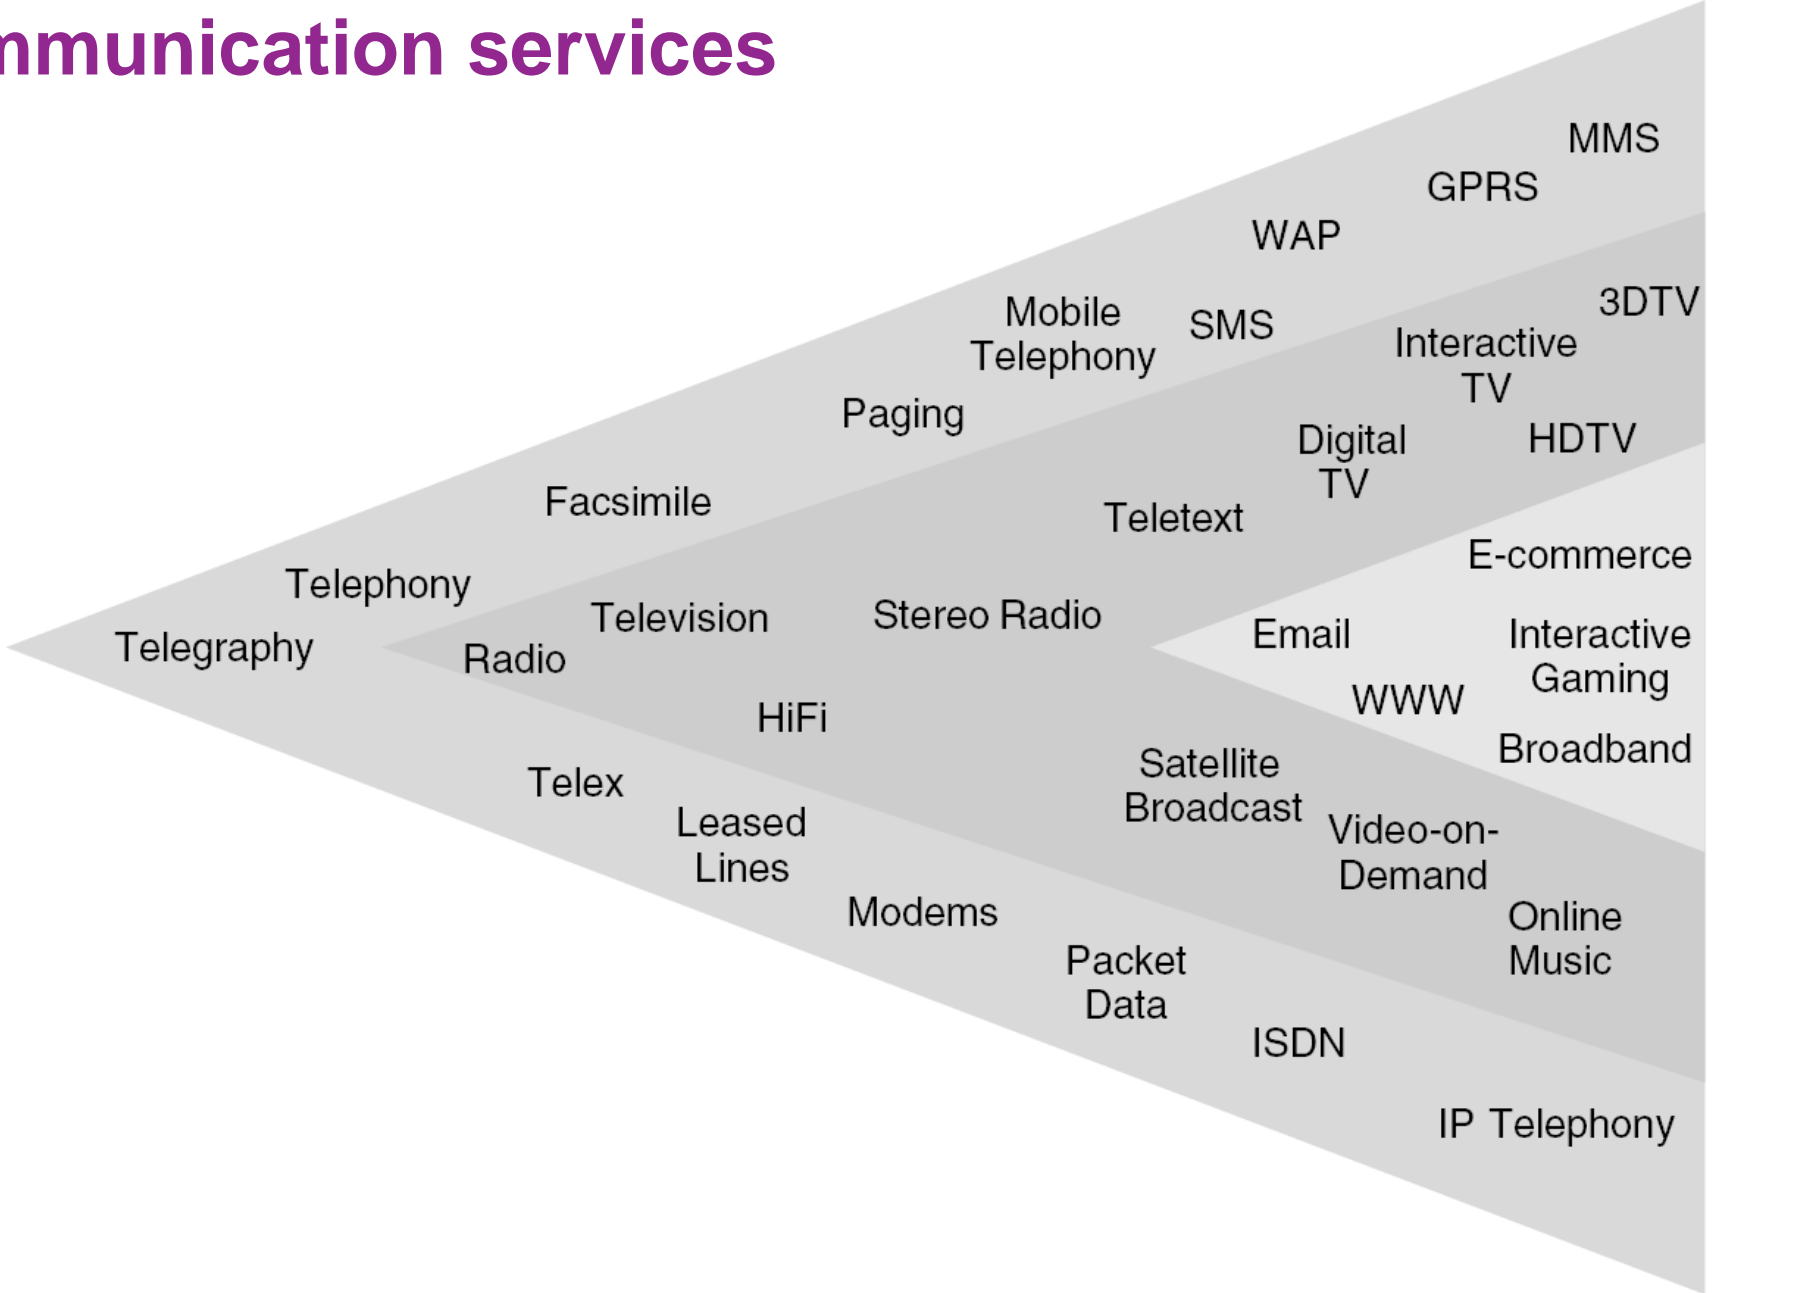 mmunication services
MMS
GPRS
WAP
3DTV
Mobile
Telephony
SMS
Interactive
TV
Paging
Digital
TV
HDTV
Facsimile
Teletext
E-commerce
Telephony
Television
Stereo Radio
Email
Interactive
Gaming
Telegraphy
Radio
WWW
HiFi
Broadband
Telex
Satellite
Broadcast
Leased
Lines
Video-on-
Demand
Modems
Online
Music
Packet
Data
ISDN
IP Telephony